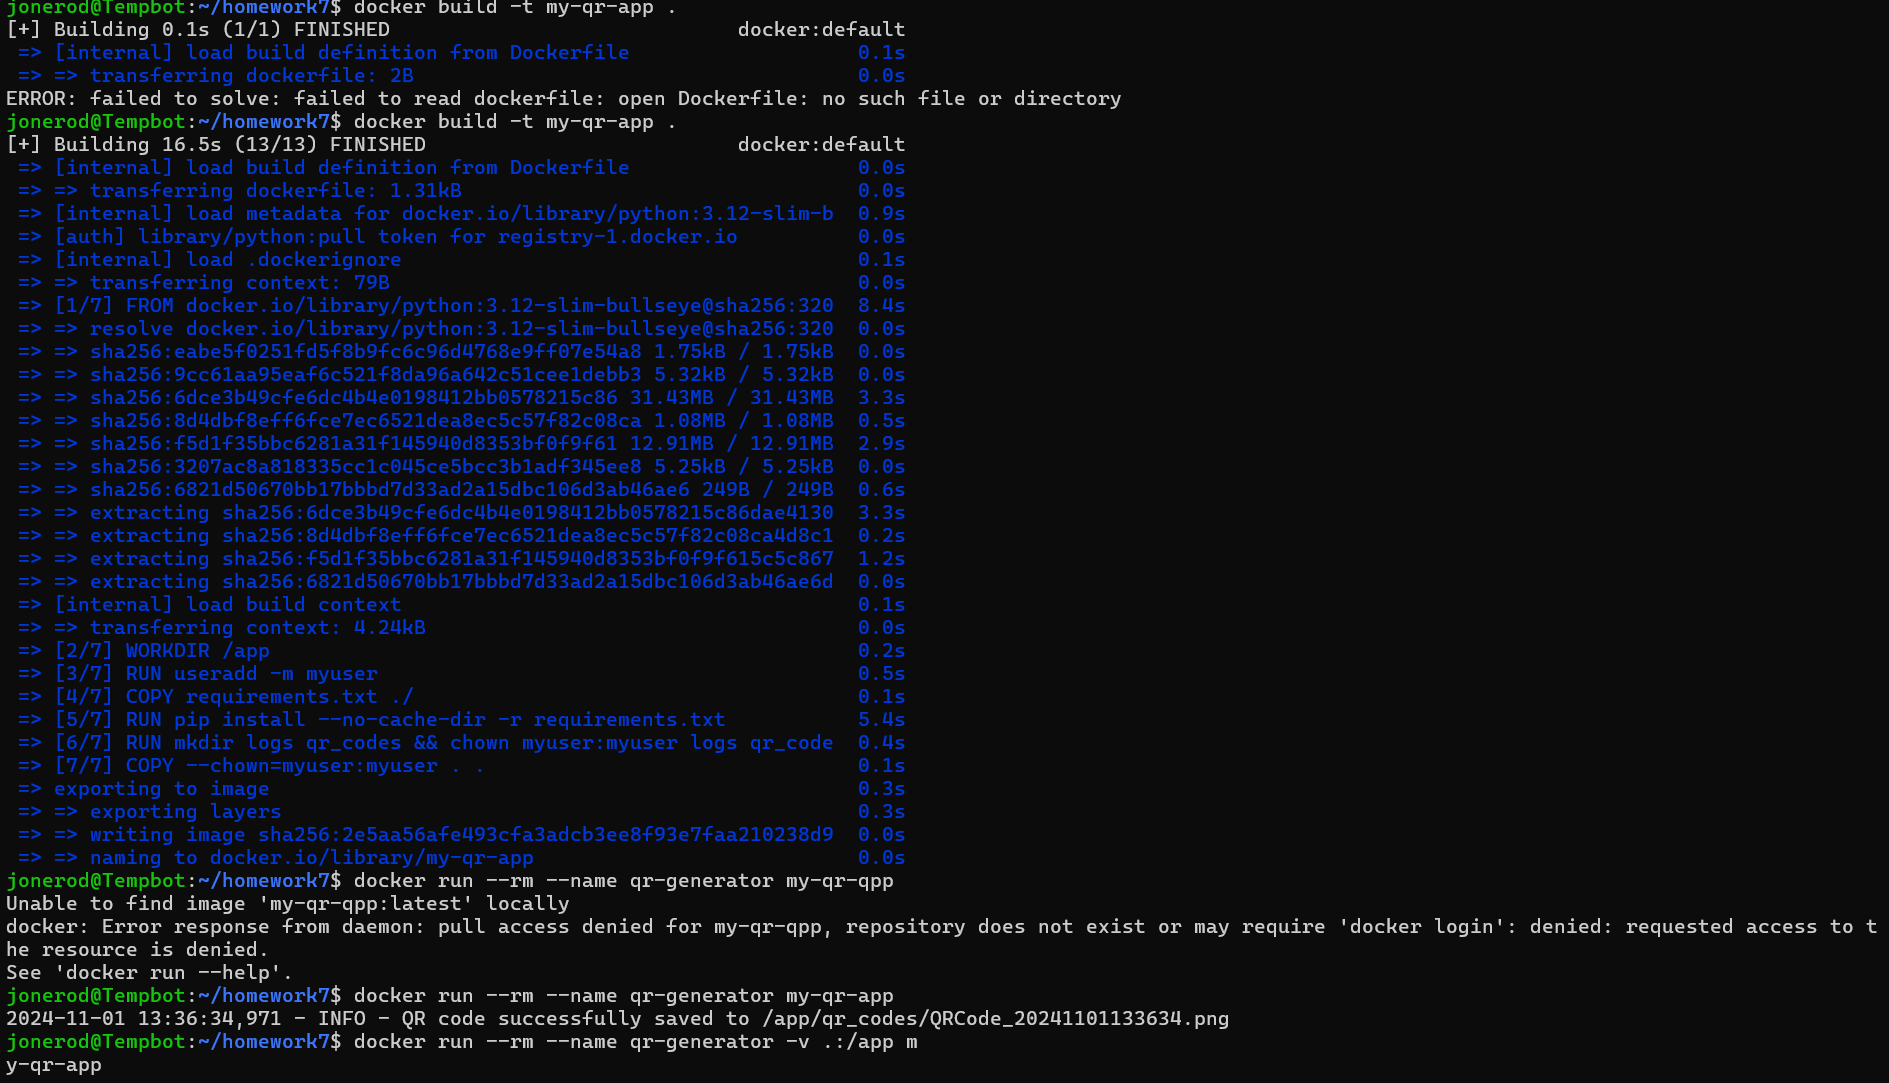 jonerod@Tempbot:~/homework7$ docker build -t my-qr-app .
[+] Building 0.1s (1/1) FINISHED docker:default
=> [internal] load build definition from Dockerfile 0.1s
=> => transferring dockerfile: 2B 0.0s
ERROR: failed to solve: failed to read dockerfile: open Dockerfile: no such file or directory
jonerod@Tempbot:~/homework7$ docker build -t my-qr-app .
[+] Building 16.5s (13/13) FINISHED docker:default
=> [internal] load build definition from Dockerfile 0.0s
=> => transferring dockerfile: 1.31kB 0.0s
=> [internal] load metadata for docker.io/library/python:3.12-slim-b 0.9s
=> [auth] library/python:pull token for registry-1.docker.io 0.0s
=> [internal] load .dockerignore 0.1s
=> => transferring context: 79B 0.0s
=> [1/7] FROM docker.io/library/python:3.12-slim-bullseye@sha256:320 8.4s
=> => resolve docker.io/library/python:3.12-slim-bullseye@sha256:320 0.0s
=> => sha256:eabe5f0251fd5f8b9fc6c96d4768e9ff07e54a8 1.75kB / 1.75kB 0.0s
=> => sha256:9cc61aa95eaf6c521f8da96a642c51cee1debb3 5.32kB / 5.32kB 0.0s
=> => sha256:6dce3b49cfe6dc4b4e0198412bb0578215c86 31.43MB / 31.43MB 3.3s
=> => sha256:8d4dbf8eff6fce7ec6521dea8ec5c57f82c08ca 1.08MB / 1.08MB 0.5s
=> => sha256:f5d1f35bbc6281a31f145940d8353bf0f9f61 12.91MB / 12.91MB 2.9s
=> => sha256:3207ac8a818335cc1c045ce5bcc3b1adf345ee8 5.25kB / 5.25kB 0.0s
=> => sha256:6821d50670bb17bbbd7d33ad2a15dbc106d3ab46ae6 249B / 249B 0.6s
=> => extracting sha256:6dce3b49cfe6dc4b4e0198412bb0578215c86dae4130 3.3s
=> => extracting sha256:8d4dbf8eff6fce7ec6521dea8ec5c57f82c08ca4d8c1 0.2s
=> => extracting sha256:f5d1f35bbc6281a31f145940d8353bf0f9f615c5c867 1.2s
=> => extracting sha256:6821d50670bb17bbbd7d33ad2a15dbc106d3ab46ae6d 0.0s
=> [internal] load build context 0.1s
=> => transferring context: 4.24kB 0.0s
=> [2/7] WORKDIR /app 0.2s
=> [3/7] RUN useradd -m myuser 0.5s
=> [4/7] COPY requirements.txt ./ 0.1s
=> [5/7] RUN pip install --no-cache-dir -r requirements.txt 5.4s
=> [6/7] RUN mkdir logs qr_codes && chown myuser:myuser logs qr_code 0.4s
=> [7/7] COPY --chown=myuser:myuser . . 0.1s
=> exporting to image 0.3s
=> => exporting layers 0.3s
=> => writing image sha256:2e5aa56afe493cfa3adcb3ee8f93e7faa210238d9 0.0s
=> => naming to docker.io/library/my-qr-app 0.0s
jonerod@Tempbot:~/homework7$ docker run --rm --name qr-generator my-qr-qpp
Unable to find image 'my-qr-qpp:latest' locally
docker: Error response from daemon: pull access denied for my-qr-qpp, repository does not exist or may require 'docker login': denied: requested access to t
he resource is denied.
See 'docker run --help'.
jonerod@Tempbot:~/homework7$ docker run --rm --name qr-generator my-qr-app
2024-11-01 13:36:34,971 - INFO - QR code successfully saved to /app/qr_codes/QRCode_20241101133634.png
jonerod@Tempbot:~/homework7$ docker run --rm --name qr-generator -v .:/app m
y-qr-app